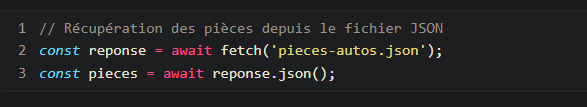 1 // Récupération des pièces depuis le fichier JSON
2 const reponse = await fetch('pieces-autos.json');
3 const pieces = await reponse.json();